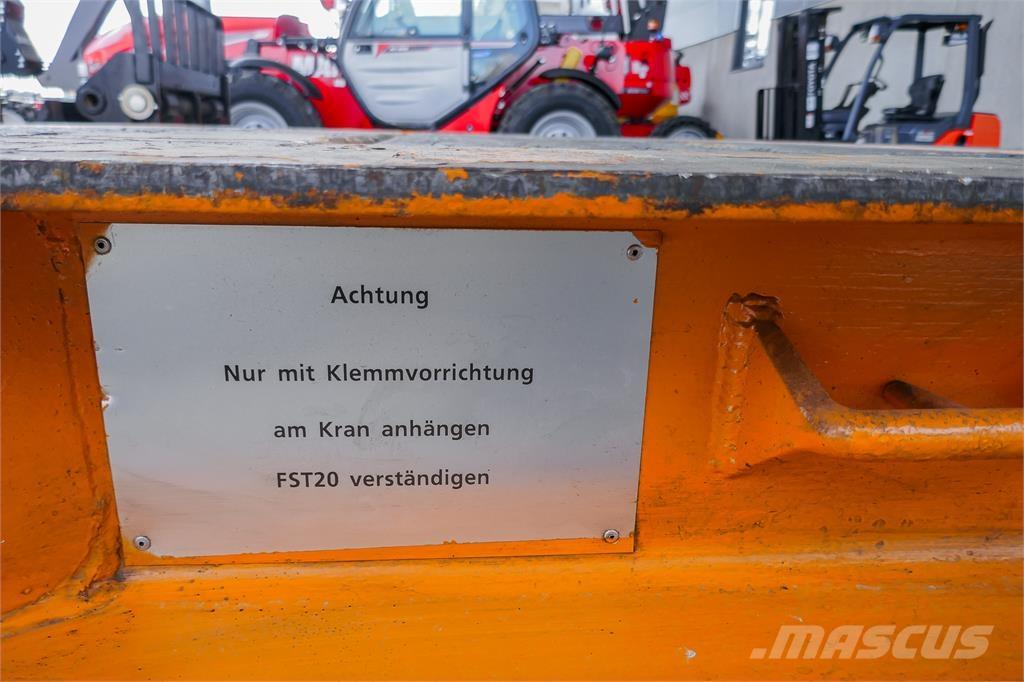 Achtung
Nur mit Klemmvorrichtung
am Kran anhängen
FST20 verständigen
MASCUS